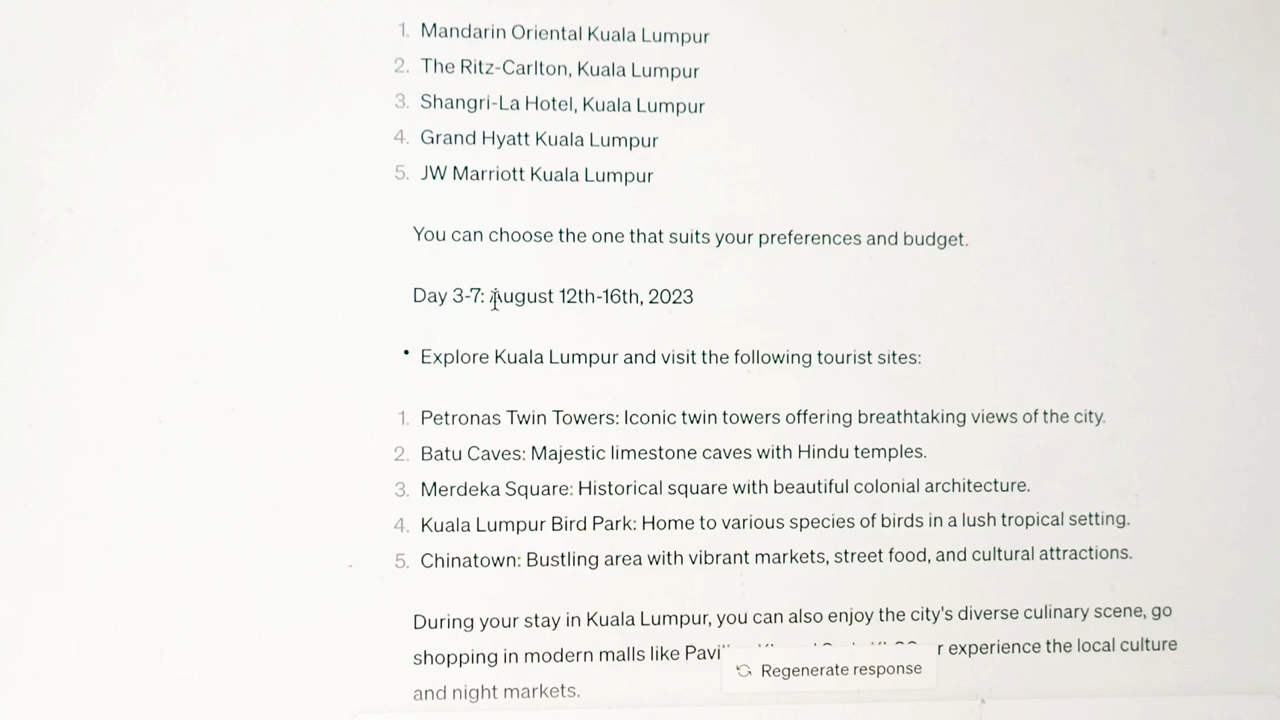 1. Mandarin Oriental Kuala Lumpur
2. The Ritz-Carlton, Kuala Lumpur
3. Shangri-La Hotel, Kuala Lumpur
4. Grand Hyatt Kuala Lumpur
5. JW Marriott Kuala Lumpur
You can choose the one that suits your preferences and budget.
Day 3-7: August 12th-16th, 2023
• Explore Kuala Lumpur and visit the following tourist sites:
1. Petronas Twin Towers: Iconic twin towers offering breathtaking views of the city.
2. Batu Caves: Majestic limestone caves with Hindu temples.
3. Merdeka Square: Historical square with beautiful colonial architecture.
4. Kuala Lumpur Bird Park: Home to various species of birds in a lush tropical setting.
5. Chinatown: Bustling area with vibrant markets, street food, and cultural attractions.
During your stay in Kuala Lumpur, you can also enjoy the city's diverse culinary scene, go
shopping in modern malls like experience the local culture
Regenerate response
and night markets.